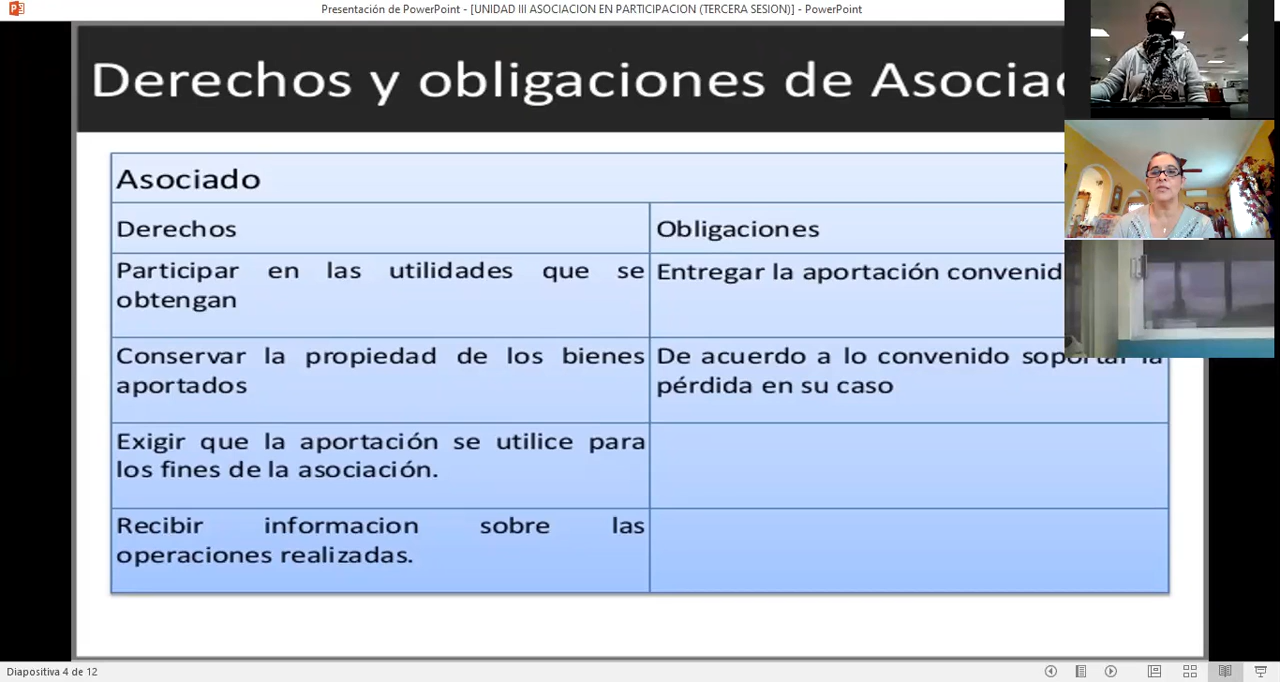 Presentación de PowerPoint - [UNIDAD III ASOCIACION EN PARTICIPACION (TERCERA SESION)] - PowerPoint
Derechos y obligaciones de Asociad
Asociado
Derechos
Obligaciones
Participar en las utilidades que se
obtengan
Entregar la aportación convenid
Conservar la propiedad de los bienes
aportados
De acuerdo a lo convenido soportar la
pérdida en su caso
Exigir que la aportación se utilice para
los fines de la asociación.
Recibir informacion sobre las
operaciones realizadas.
Diapositiva 4 de 12